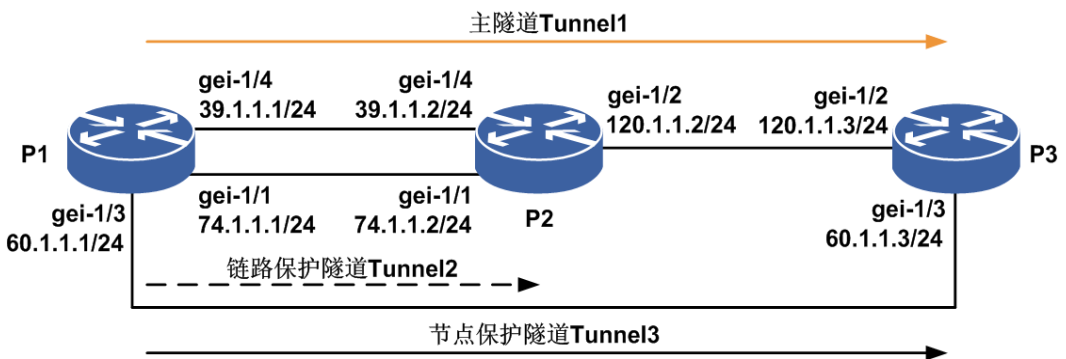 主隧道Tunnel1
gei-1/4
39.1.1.1/24
gei-1/4
39.1.1.2/24
gei-1/2
120.1.1.2/24
gei-1/2
120.1.1.3/24
P1
P3
gei-1/1
74.1.1.1/24
gei-1/1
74.1.1.2/24
P2
gei-1/3
60.1.1.1/24
gei-1/3
60.1.1.3/24
链路保护隧道Tunnel2
节点保护隧道Tunnel3